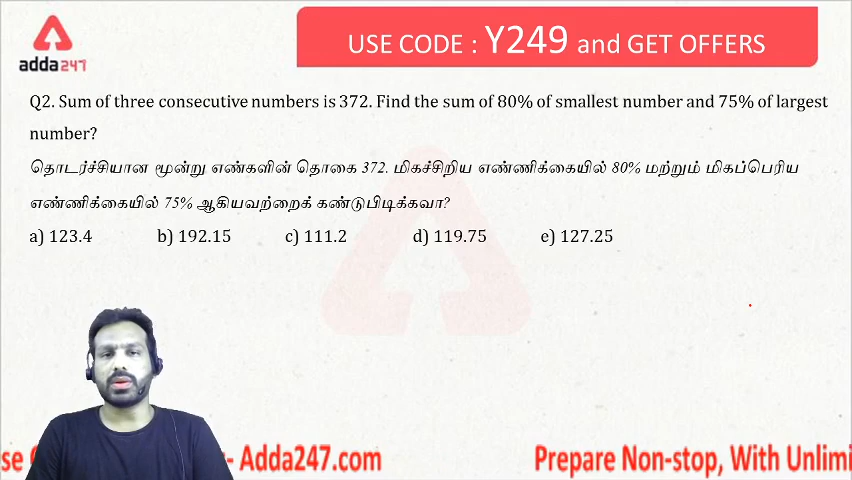 adda247
USE CODE : Y249 and GET OFFERS
Q2. Sum of three consecutive numbers is 372. Find the sum of 80% of smallest number and 75% of largest
number?
தொடர்ச்சியான மூன்று எண்களின் தொகை 372. மிகச்சிறிய எண்ணிக்கையில் 80% மற்றும் மிகப்பெரிய
எண்ணிக்கையில் 75% ஆகியவற்றைக் கண்டுபிடிக்கவா?
a) 123.4 b) 192.15 c) 111.2 d) 119.75 e) 127.25
se - Adda247.com Prepare Non-stop, With Unlimi